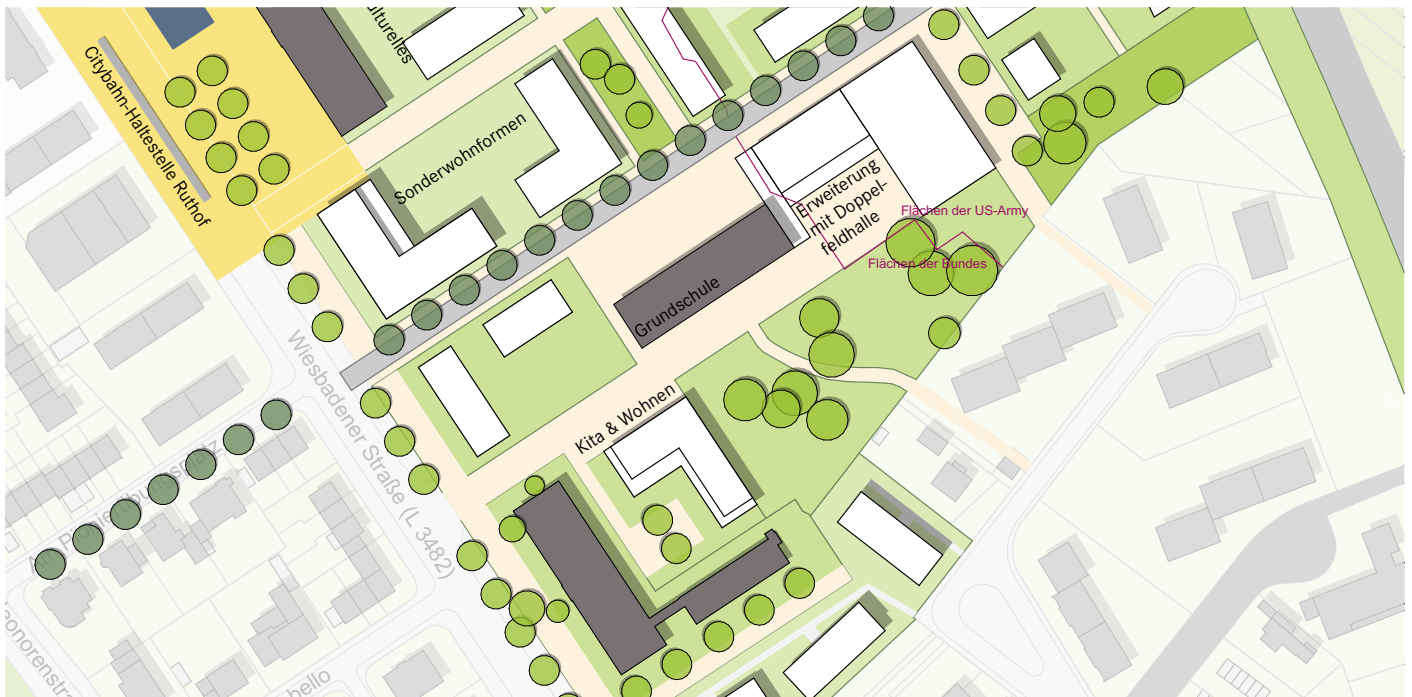 Citybahn-Haltestelle Ruthof
Sonderwohnformen
Erweiterung
mit Doppel-
feldhalle
Flächen der US-Army
Flächen der Bundes
Grundschule
Kita & Wohnen
Wiesbadener Straße (L 3482)